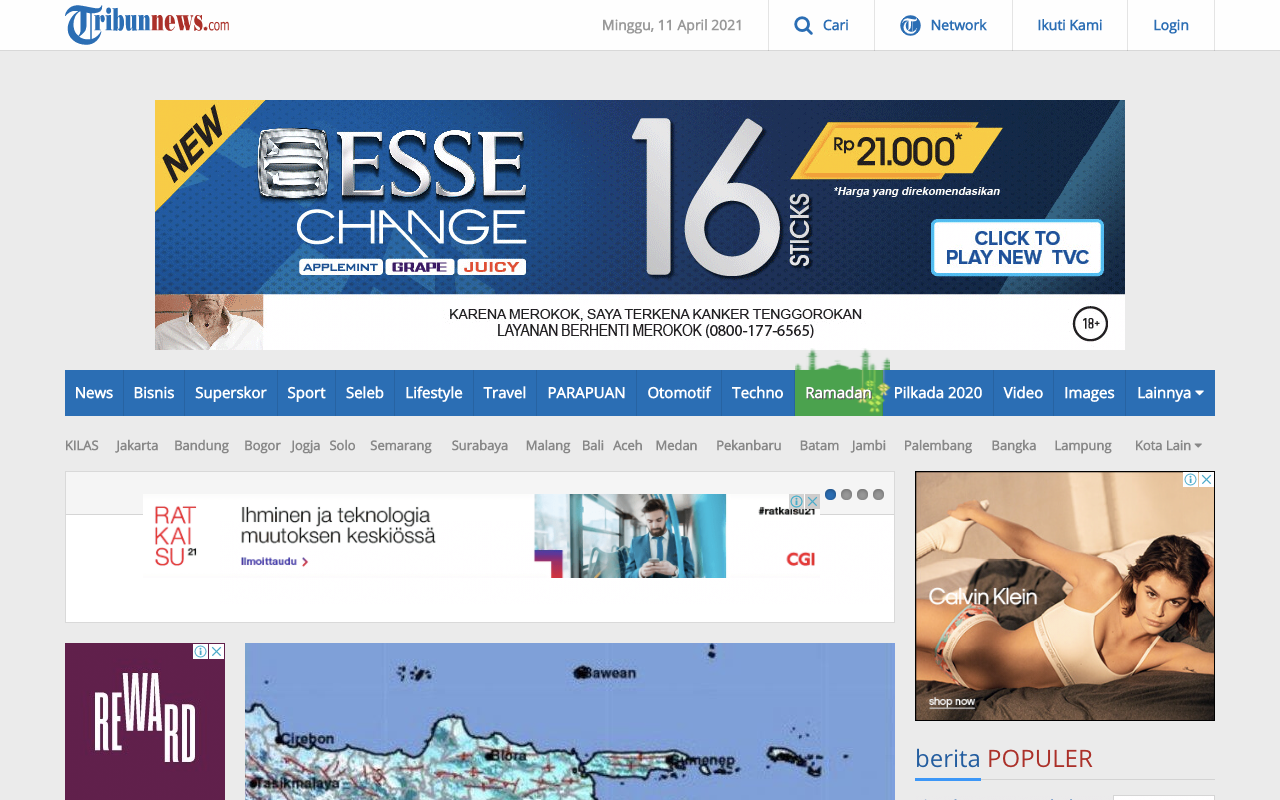 Tribunnews.com
Minggu, 11 April 2021
Cari
Network
Ikuti Kami
Login
NEW
ESSE
CHANGE
APPLEMINT GRAPE JUICY
16
STICKS
Rp 21.000*
*Harga yang direkomendasikan
CLICK TO
PLAY NEW TVC
KARENA MEROKOK, SAYA TERKENA KANKER TENGGOROKAN
LAYANAN BERHENTI MEROKOK (0800-177-6565)
18+
News Bisnis Superskor Sport Seleb Lifestyle Travel PARAPUAN Otomotif Techno Ramadan Pilkada 2020 Video Images Lainnya
KILAS Jakarta Bandung Bogor Jogja Solo Semarang Surabaya Malang Bali Aceh Medan Pekanbaru Batam Jambi Palembang Bangka Lampung Kota Lain
RAT
KAI
SU 21
Ihminen ja teknologia
muutoksen keskiössä
Ilmoittaudu
#ratkaisu21
CGI
Calvin Klein
shop now
REWARD
Bawean
Cirebon
Blora
Sumenep
Tasikmalaya
berita POPULER